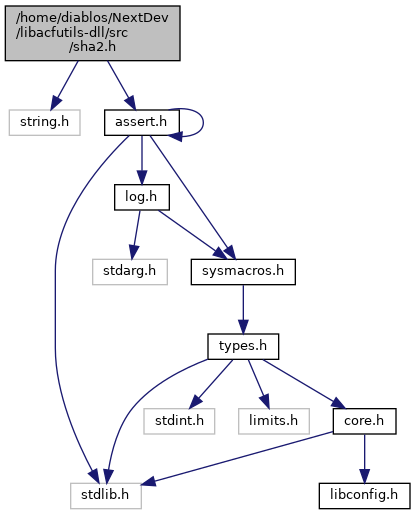 /home/diablos/NextDev
/libacfutils-dll/src
/sha2.h
string.h
assert.h
log.h
stdarg.h
sysmacros.h
types.h
stdint.h
limits.h
core.h
stdlib.h
libconfig.h